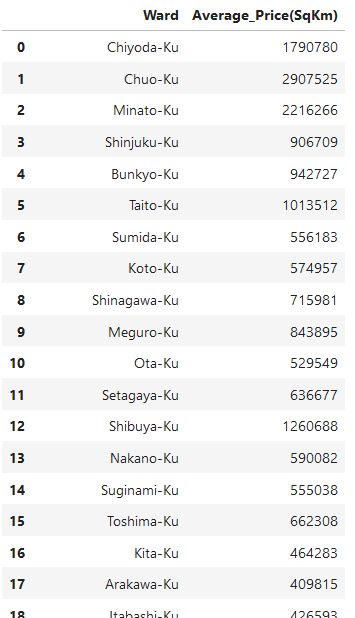 Ward Average_Price(SqKm)
0 Chiyoda-Ku 1790780
1 Chuo-Ku 2907525
2 Minato-Ku 2216266
3 Shinjuku-Ku 906709
4 Bunkyo-Ku 942727
5 Taito-Ku 1013512
6 Sumida-Ku 556183
7 Koto-Ku 574957
8 Shinagawa-Ku 715981
9 Meguro-Ku 843895
10 Ota-Ku 529549
11 Setagaya-Ku 636677
12 Shibuya-Ku 1260688
13 Nakano-Ku 590082
14 Suginami-Ku 555038
15 Toshima-Ku 662308
16 Kita-Ku 464283
17 Arakawa-Ku 409815
18 Itabashi-Ku 426593